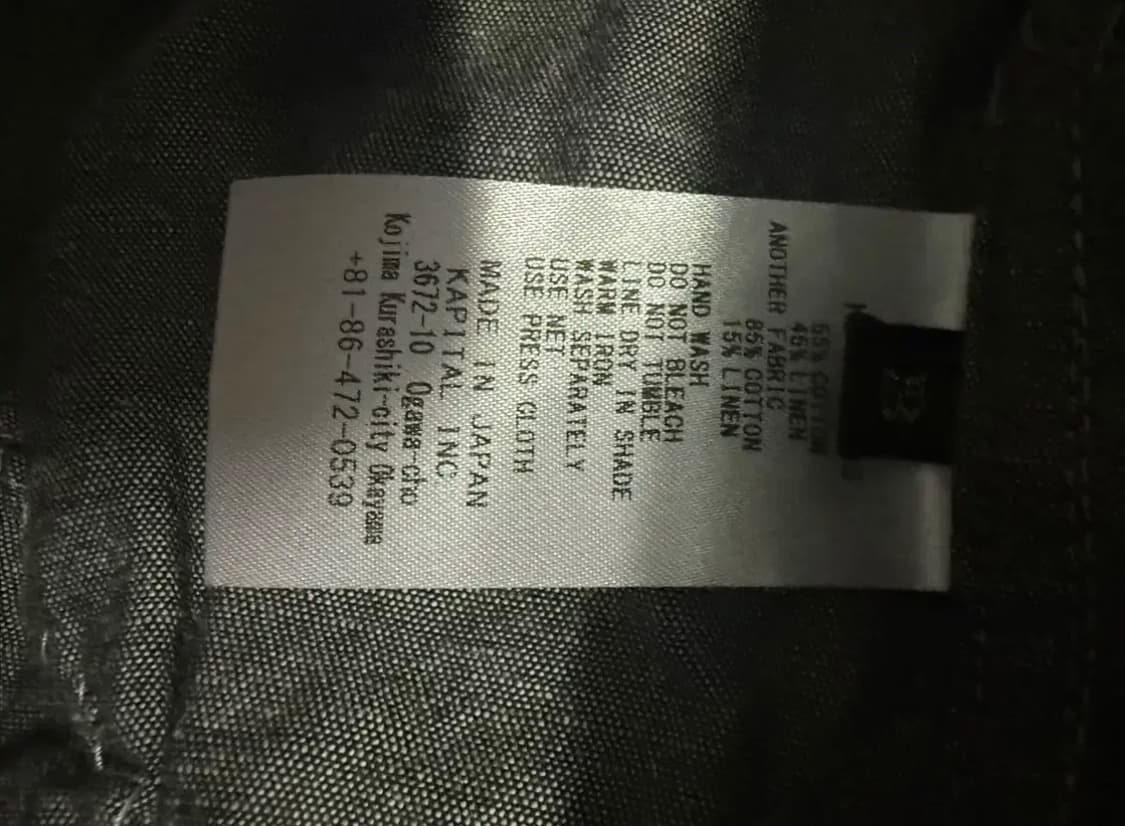 55% COTTON
45% LINEN
ANOTHER FABRIC
85% COTTON
15% LINEN
HAND WASH
DO NOT BLEACH
DO NOT TUMBLE
LINE DRY IN SHADE
WARM IRON
WASH SEPARATELY
USE NET
USE PRESS CLOTH
MADE IN JAPAN
KAPITAL INC
3672-10 Ogawa-cho
Kojima Kurashiki-city Okayama
+81-86-472-0539